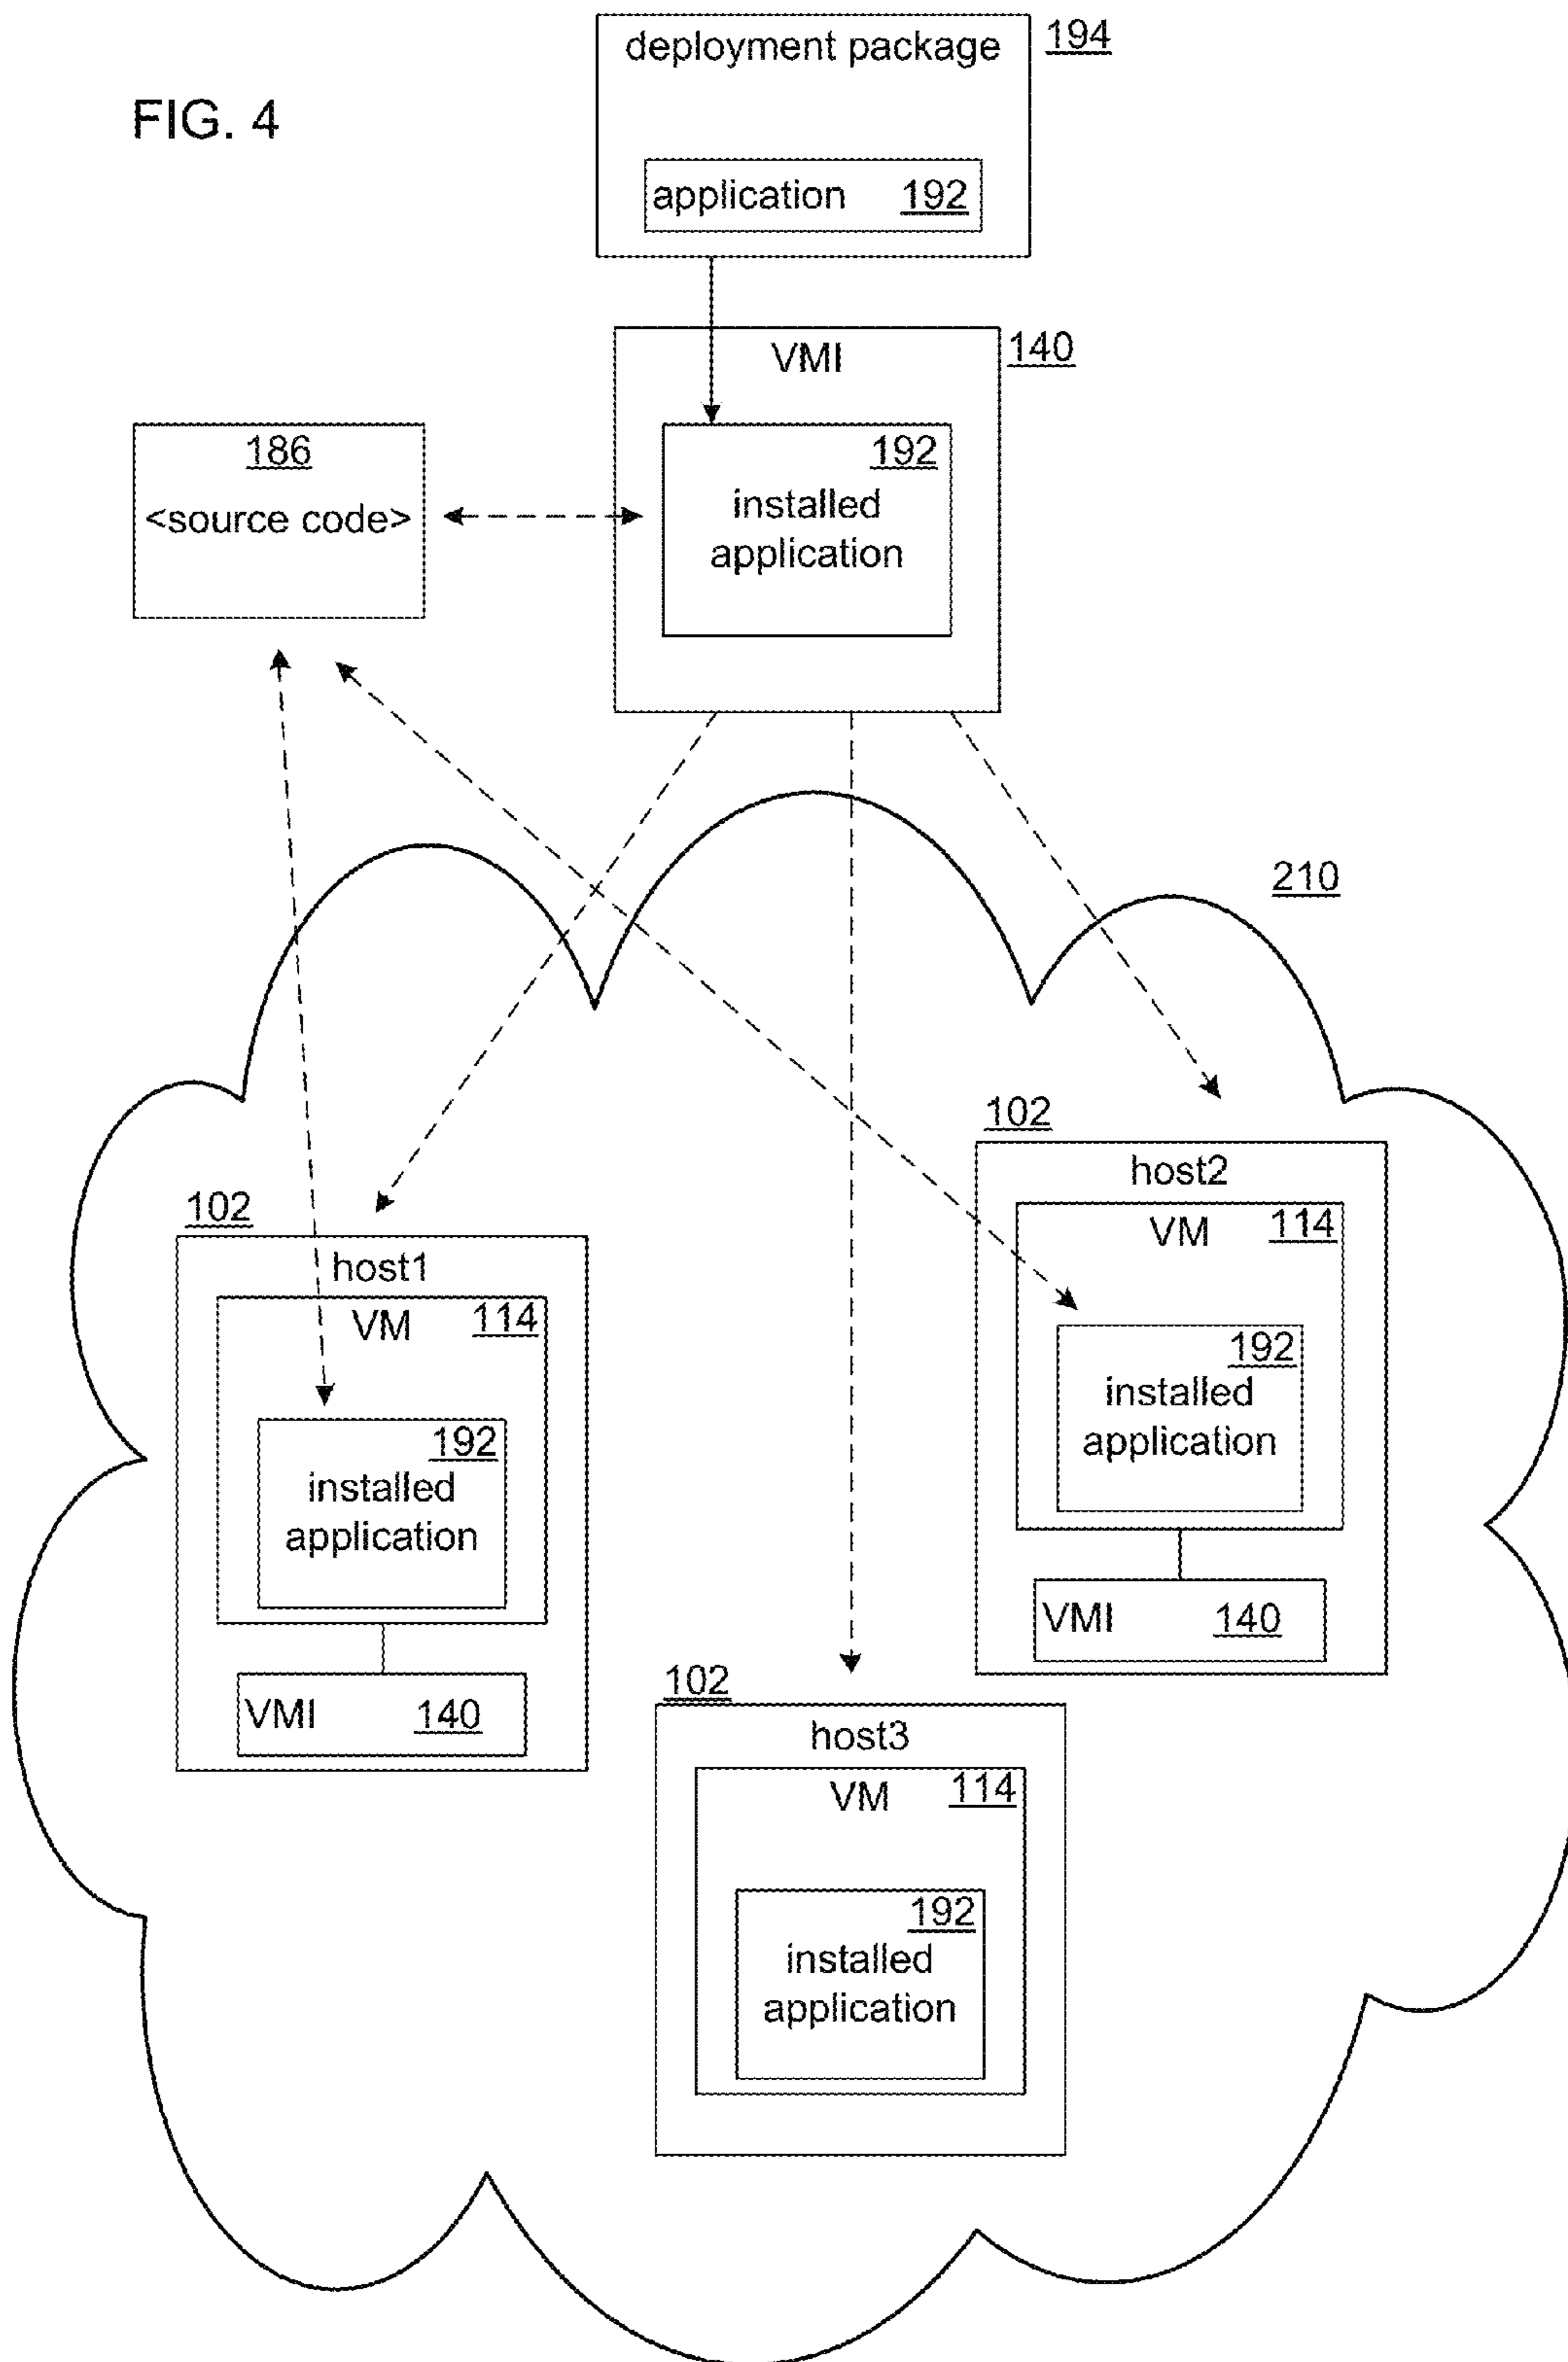 FIG. 4
deployment package
194
application 192
VMI
140
186
<source code>
192
installed
application
210
102
host2
VM 114
192
installed
application
VMI 140
102
host1
VM 114
192
installed
application
VMI 140
102
host3
VM 114
192
installed
application